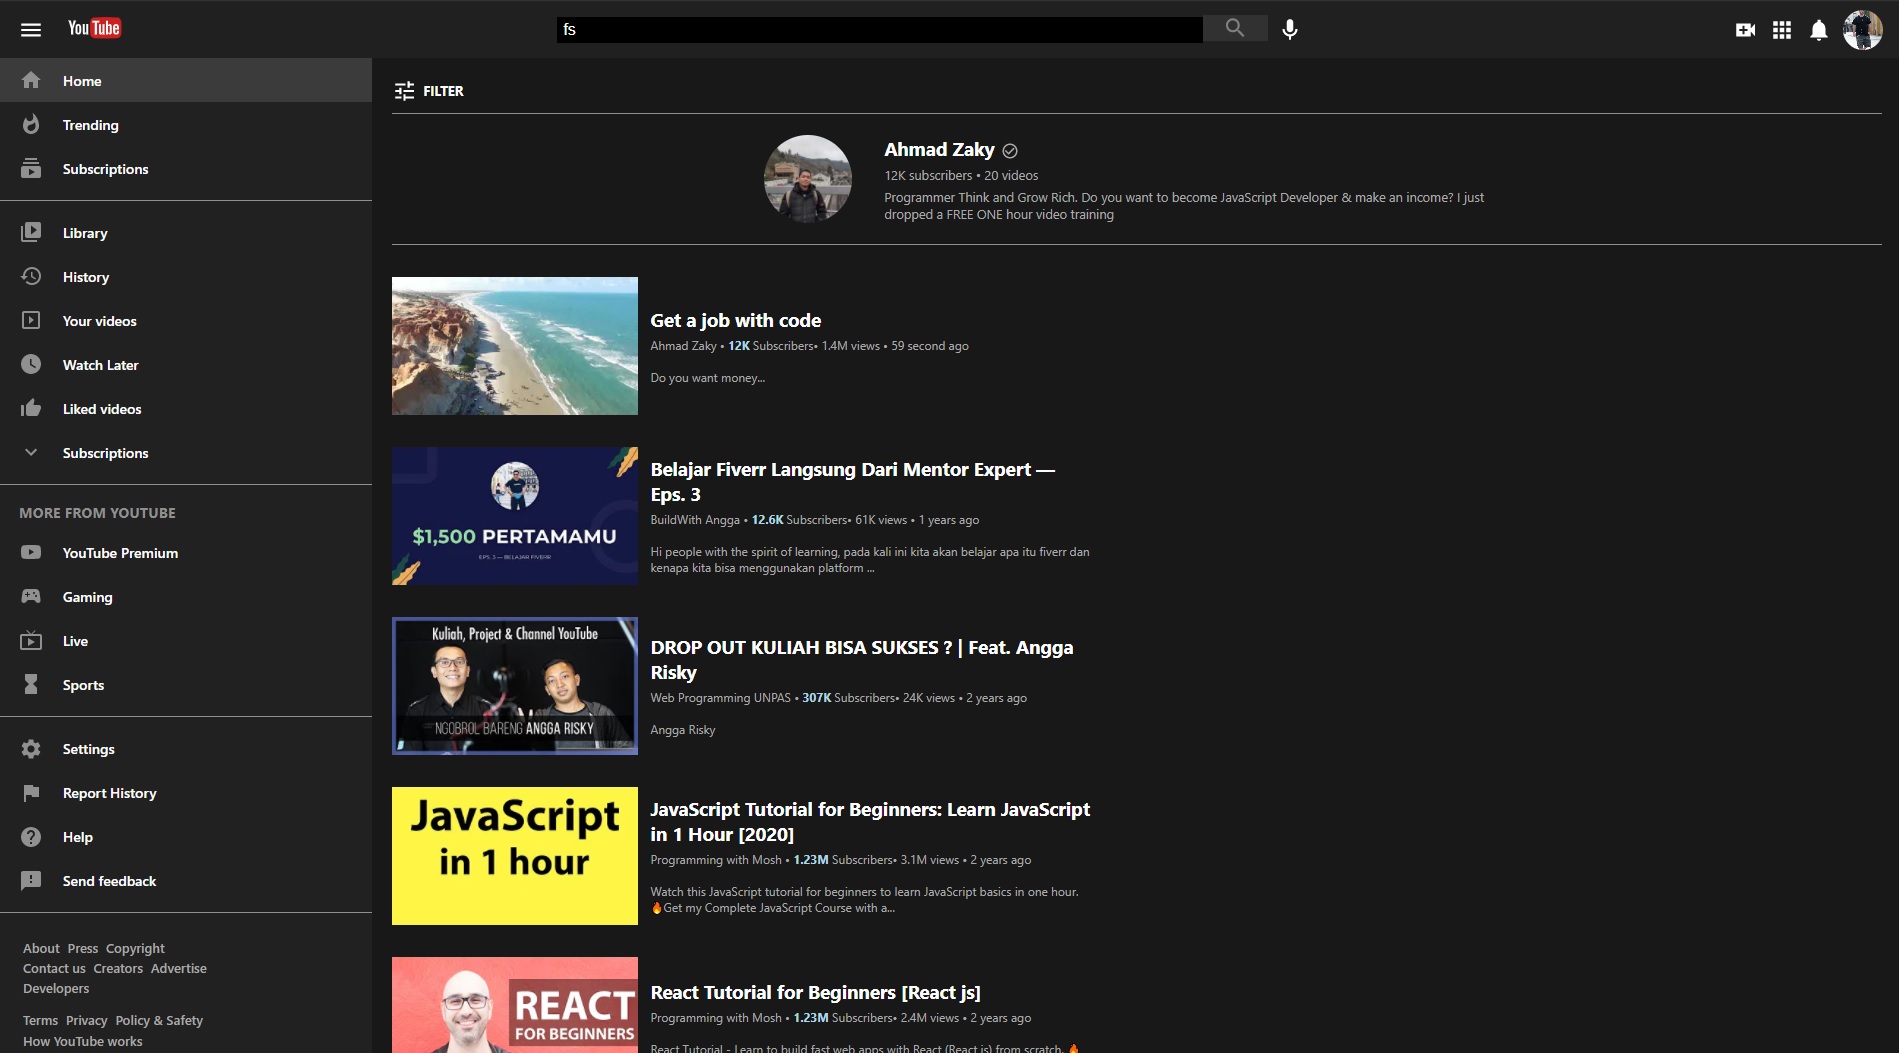 YouTube
fs
Home
Trending
Subscriptions
Library
History
Your videos
Watch Later
Liked videos
Subscriptions
MORE FROM YOUTUBE
YouTube Premium
Gaming
Live
Sports
Settings
Report History
Help
Send feedback
About Press Copyright
Contact us Creators Advertise
Developers
Terms Privacy Policy & Safety
How YouTube works
FILTER
Ahmad Zaky
12K subscribers • 20 videos
Programmer Think and Grow Rich. Do you want to become JavaScript Developer & make an income? I just
dropped a FREE ONE hour video training
Get a job with code
Ahmad Zaky • 12K Subscribers• 1.4M views • 59 second ago
Do you want money...
$1,500 PERTAMAMU
EPS. 3 — BELAJAR FIVERR
Belajar Fiverr Langsung Dari Mentor Expert —
Eps. 3
BuildWith Angga • 12.6K Subscribers• 61K views • 1 years ago
Hi people with the spirit of learning, pada kali ini kita akan belajar apa itu fiverr dan
kenapa kita bisa menggunakan platform ...
Kuliah, Project & Channel YouTube
NGOBROL BARENG ANGGA RISKY
DROP OUT KULIAH BISA SUKSES ? | Feat. Angga
Risky
Web Programming UNPAS • 307K Subscribers• 24K views • 2 years ago
Angga Risky
JavaScript
in 1 hour
JavaScript Tutorial for Beginners: Learn JavaScript
in 1 Hour [2020]
Programming with Mosh • 1.23M Subscribers• 3.1M views • 2 years ago
Watch this JavaScript tutorial for beginners to learn JavaScript basics in one hour.
🔥Get my Complete JavaScript Course with a...
REACT
FOR BEGINNERS
React Tutorial for Beginners [React js]
Programming with Mosh • 1.23M Subscribers• 2.4M views • 2 years ago
React Tutorial - Learn to build fast web apps with React (React js) from scratch. 🔥